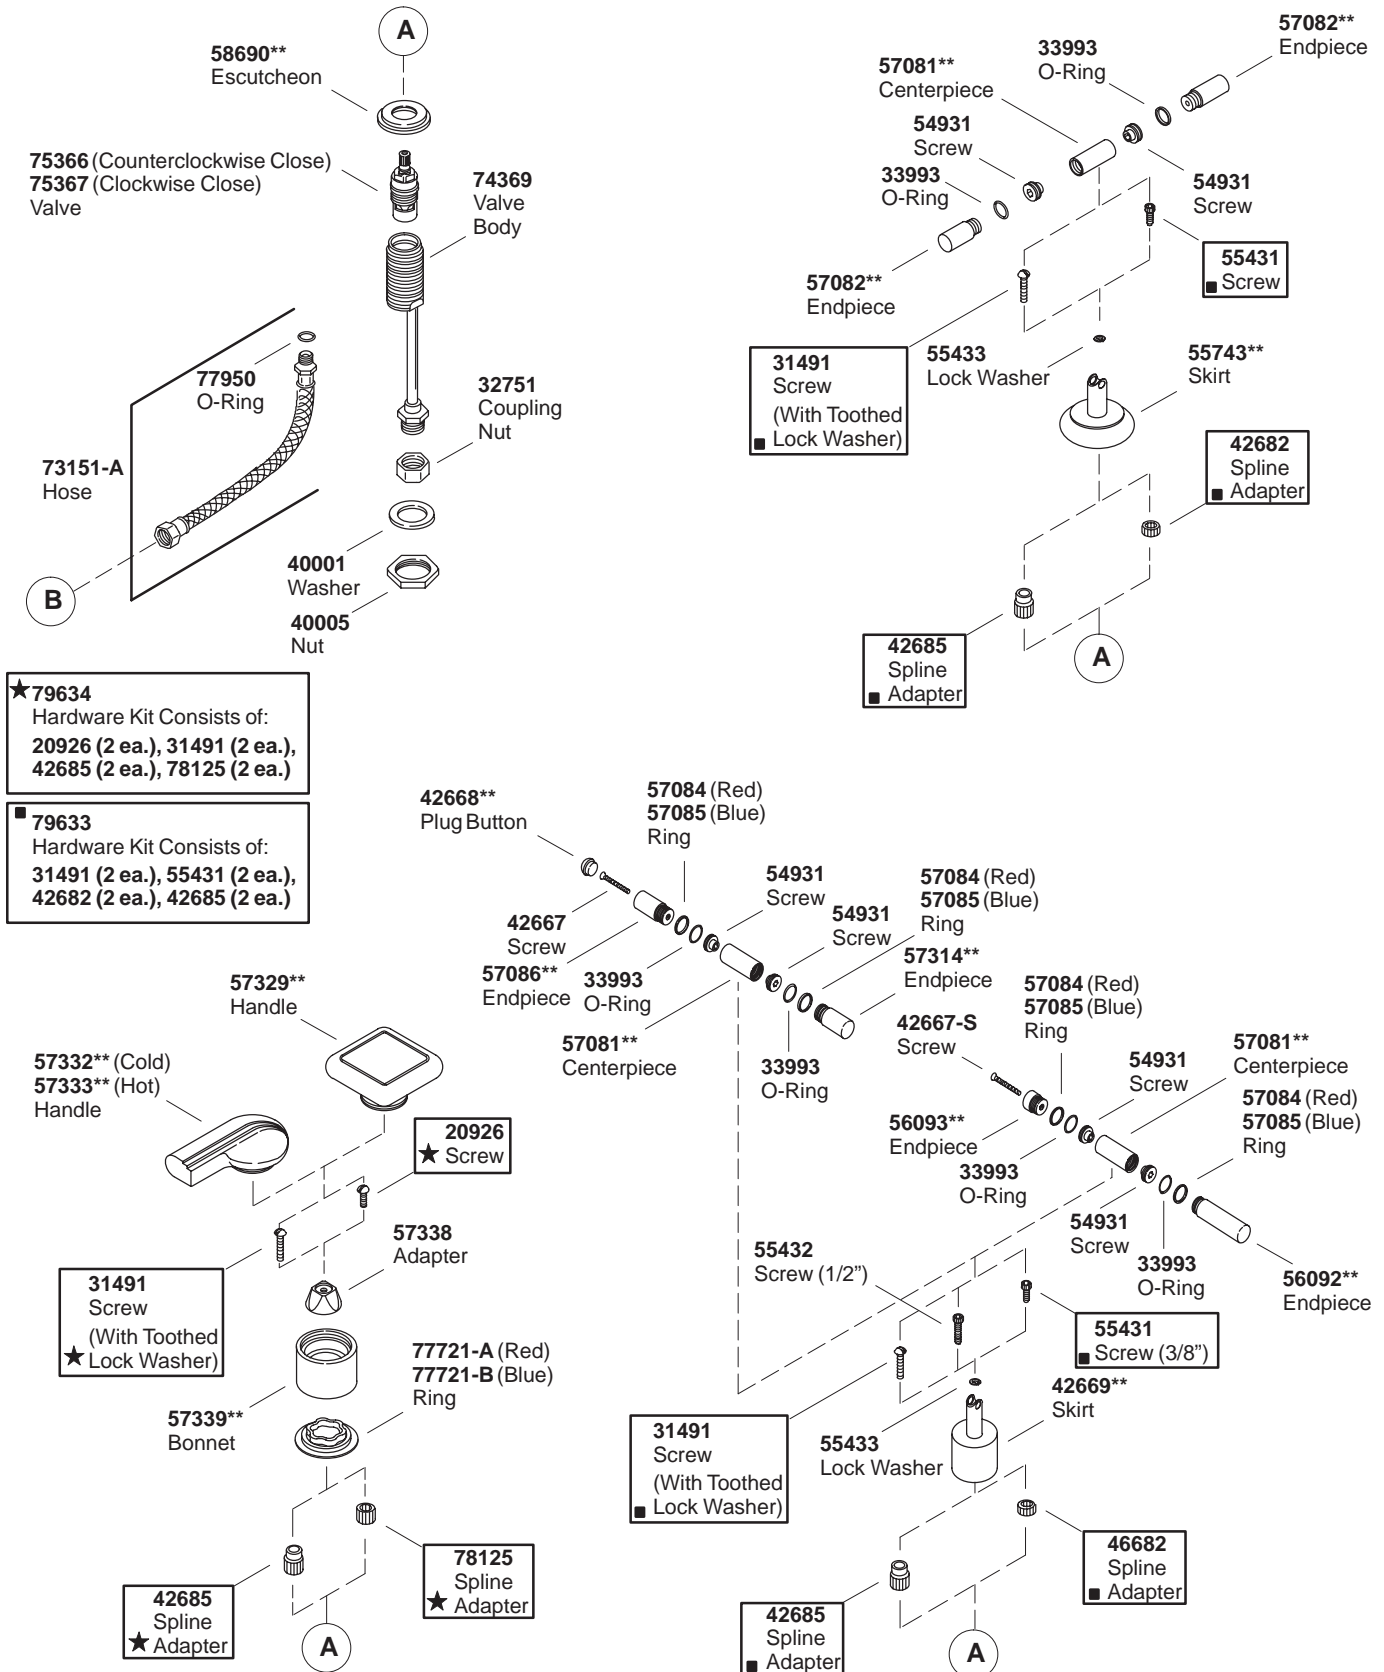 A
58690**
Escutcheon
75366 (Counterclockwise Close)
75367 (Clockwise Close)
Valve
74369
Valve
Body
77950
O-Ring
32751
Coupling
Nut
73151-A
Hose
40001
Washer
B
40005
Nut
57082**
Endpiece
33993
O-Ring
57081**
Centerpiece
54931
Screw
33993
O-Ring
54931
Screw
57082**
Endpiece
55431
■ Screw
31491
Screw
(With Toothed
■ Lock Washer)
55433
Lock Washer
55743**
Skirt
42682
Spline
■ Adapter
42685
Spline
■ Adapter
A
★ 79634
Hardware Kit Consists of:
20926 (2 ea.), 31491 (2 ea.),
42685 (2 ea.), 78125 (2 ea.)
■ 79633
Hardware Kit Consists of:
31491 (2 ea.), 55431 (2 ea.),
42682 (2 ea.), 42685 (2 ea.)
57329**
Handle
57332** (Cold)
57333** (Hot)
Handle
20926
★ Screw
57338
Adapter
31491
Screw
(With Toothed
★ Lock Washer)
77721-A (Red)
77721-B (Blue)
Ring
57339**
Bonnet
78125
Spline
★ Adapter
42685
Spline
★ Adapter
A
42668**
Plug Button
57084 (Red)
57085 (Blue)
Ring
54931
Screw
57084 (Red)
57085 (Blue)
Ring
42667
Screw
54931
Screw
57086**
Endpiece
33993
O-Ring
57314**
Endpiece
57081**
Centerpiece
33993
O-Ring
57084 (Red)
57085 (Blue)
Ring
42667-S
Screw
54931
Screw
57081**
Centerpiece
57084 (Red)
57085 (Blue)
Ring
56093**
Endpiece
33993
O-Ring
54931
Screw
33993
O-Ring
56092**
Endpiece
55432
Screw (1/2”)
55431
■ Screw (3/8”)
42669**
Skirt
31491
Screw
(With Toothed
■ Lock Washer)
55433
Lock Washer
46682
Spline
■ Adapter
42685
Spline
■ Adapter
A